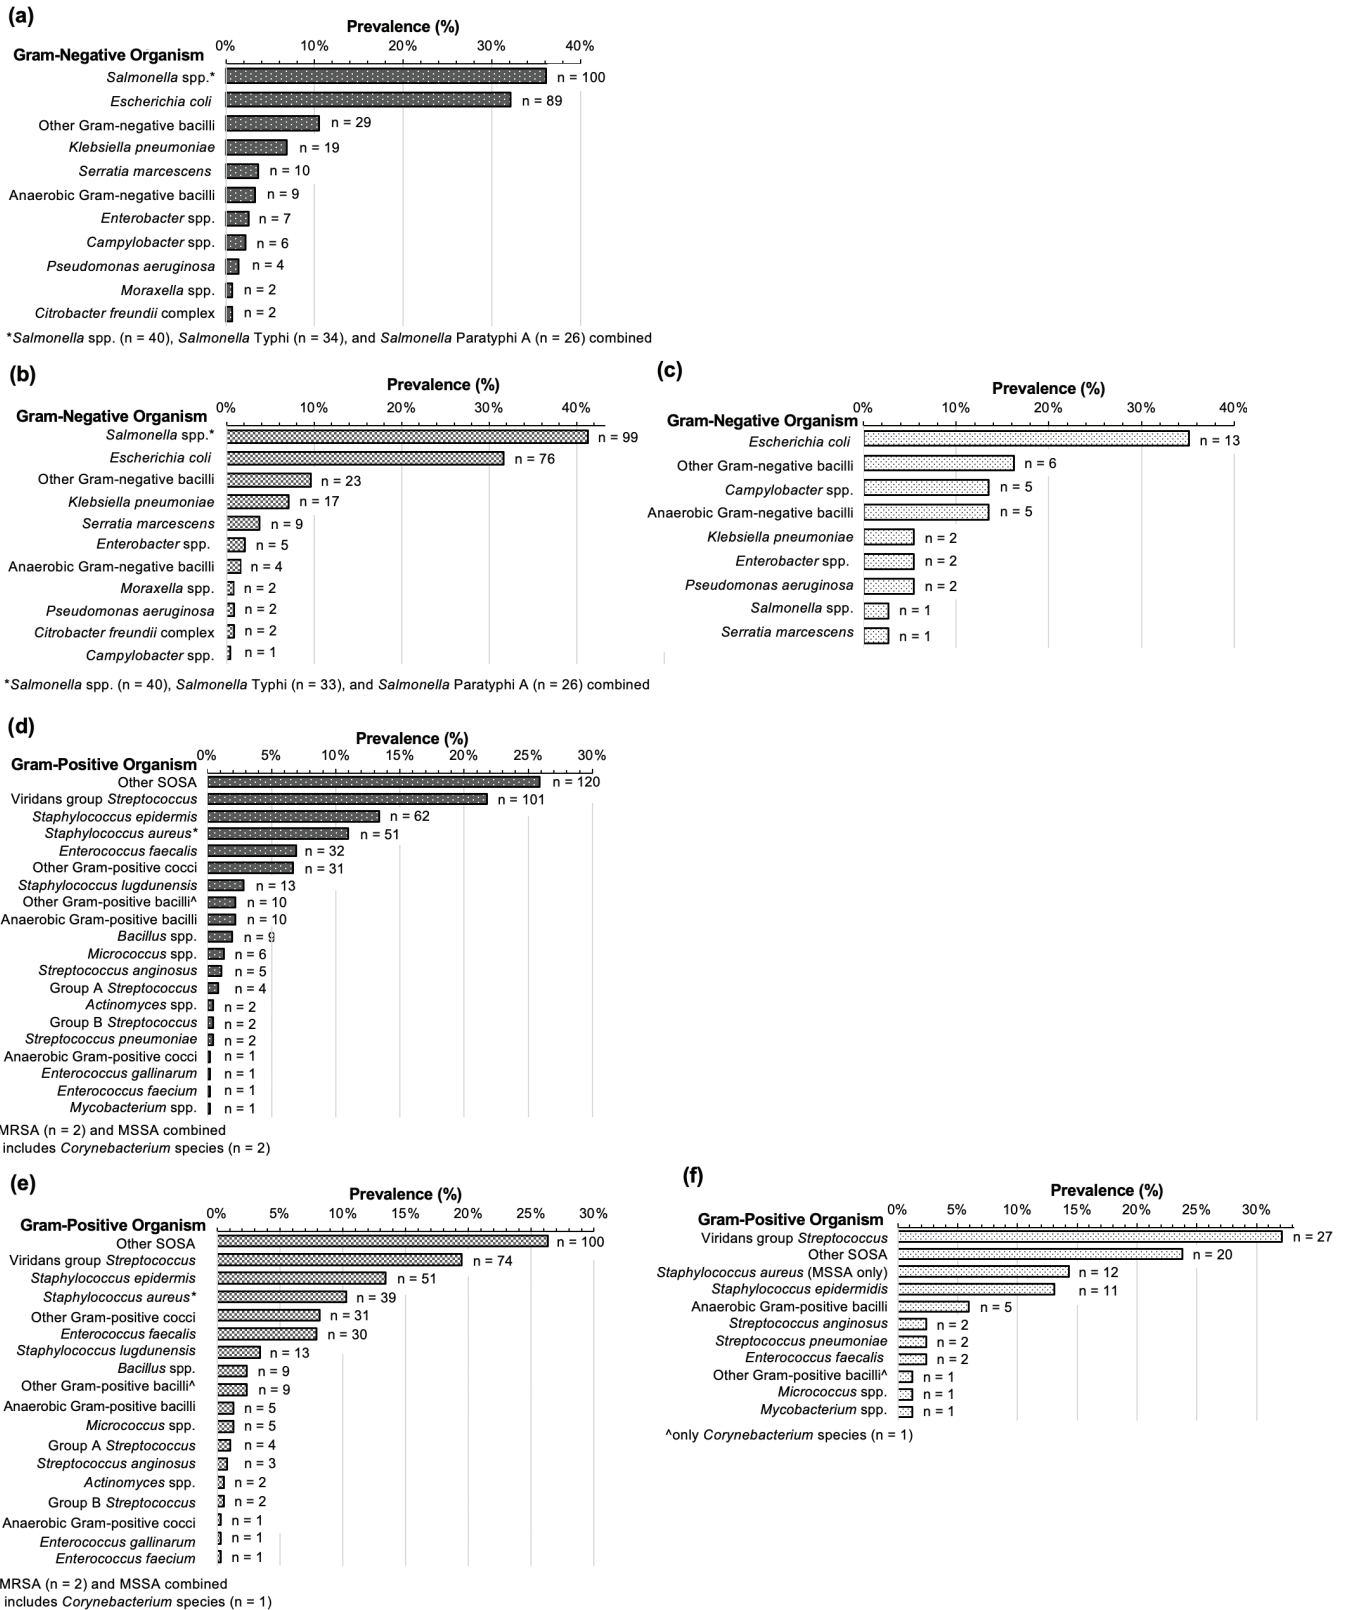 (a)
Prevalence (%)
Gram-Negative Organism
0% 10% 20% 30% 40%
Salmonella spp.* n = 100
Escherichia coli n = 89
Other Gram-negative bacilli n = 29
Klebsiella pneumoniae n = 19
Serratia marcescens n = 10
Anaerobic Gram-negative bacilli n = 9
Enterobacter spp. n = 7
Campylobacter spp. n = 6
Pseudomonas aeruginosa n = 4
Moraxella spp. n = 2
Citrobacter freundii complex n = 2
*Salmonella spp. (n = 40), Salmonella Typhi (n = 34), and Salmonella Paratyphi A (n = 26) combined
(b)
Prevalence (%)
Gram-Negative Organism
0% 10% 20% 30% 40%
Salmonella spp.* n = 99
Escherichia coli n = 76
Other Gram-negative bacilli n = 23
Klebsiella pneumoniae n = 17
Serratia marcescens n = 9
Enterobacter spp. n = 5
Anaerobic Gram-negative bacilli n = 4
Moraxella spp. n = 2
Pseudomonas aeruginosa n = 2
Citrobacter freundii complex n = 2
Campylobacter spp. n = 1
*Salmonella spp. (n = 40), Salmonella Typhi (n = 33), and Salmonella Paratyphi A (n = 26) combined
(c)
Prevalence (%)
Gram-Negative Organism
0% 10% 20% 30% 40%
Escherichia coli n = 13
Other Gram-negative bacilli n = 6
Campylobacter spp. n = 5
Anaerobic Gram-negative bacilli n = 5
Klebsiella pneumoniae n = 2
Enterobacter spp. n = 2
Pseudomonas aeruginosa n = 2
Salmonella spp. n = 1
Serratia marcescens n = 1
(d)
Prevalence (%)
Gram-Positive Organism
0% 5% 10% 15% 20% 25% 30%
Other SOSA n = 120
Viridans group Streptococcus n = 101
Staphylococcus epidermis n = 62
Staphylococcus aureus* n = 51
Enterococcus faecalis n = 32
Other Gram-positive cocci n = 31
Staphylococcus lugdunensis n = 13
Other Gram-positive bacilli^ n = 10
Anaerobic Gram-positive bacilli n = 10
Bacillus spp. n = 9
Micrococcus spp. n = 6
Streptococcus anginosus n = 5
Group A Streptococcus n = 4
Actinomyces spp. n = 2
Group B Streptococcus n = 2
Streptococcus pneumoniae n = 2
Anaerobic Gram-positive cocci n = 1
Enterococcus gallinarum n = 1
Enterococcus faecium n = 1
Mycobacterium spp. n = 1
MRSA (n = 2) and MSSA combined
includes Corynebacterium species (n = 2)
(e)
Prevalence (%)
Gram-Positive Organism
0% 5% 10% 15% 20% 25% 30%
Other SOSA n = 100
Viridans group Streptococcus n = 74
Staphylococcus epidermis n = 51
Staphylococcus aureus* n = 39
Other Gram-positive cocci n = 31
Enterococcus faecalis n = 30
Staphylococcus lugdunensis n = 13
Bacillus spp. n = 9
Other Gram-positive bacilli^ n = 9
Anaerobic Gram-positive bacilli n = 5
Micrococcus spp. n = 5
Group A Streptococcus n = 4
Streptococcus anginosus n = 3
Actinomyces spp. n = 2
Group B Streptococcus n = 2
Anaerobic Gram-positive cocci n = 1
Enterococcus gallinarum n = 1
Enterococcus faecium n = 1
MRSA (n = 2) and MSSA combined
includes Corynebacterium species (n = 1)
(f)
Prevalence (%)
Gram-Positive Organism
0% 5% 10% 15% 20% 25% 30%
Viridans group Streptococcus n = 27
Other SOSA n = 20
Staphylococcus aureus (MSSA only) n = 12
Staphylococcus epidermidis n = 11
Anaerobic Gram-positive bacilli n = 5
Streptococcus anginosus n = 2
Streptococcus pneumoniae n = 2
Enterococcus faecalis n = 2
Other Gram-positive bacilli^ n = 1
Micrococcus spp. n = 1
Mycobacterium spp. n = 1
^only Corynebacterium species (n = 1)